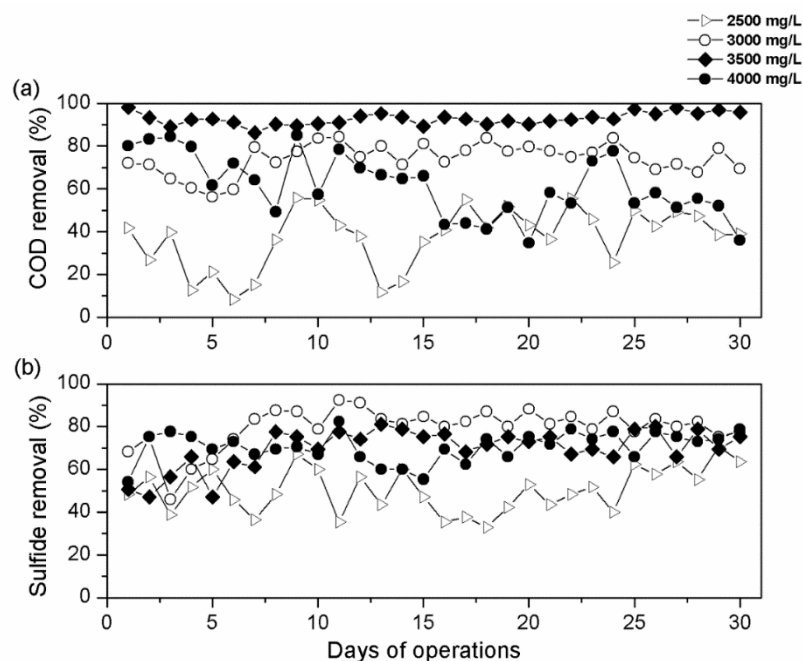 2500 mg/L
3000 mg/L
3500 mg/L
4000 mg/L
(a)
100
80
60
40
20
0
COD removal (%)
0 5 10 15 20 25 30
(b)
100
80
60
40
20
0
Sulfide removal (%)
0 5 10 15 20 25 30
Days of operations